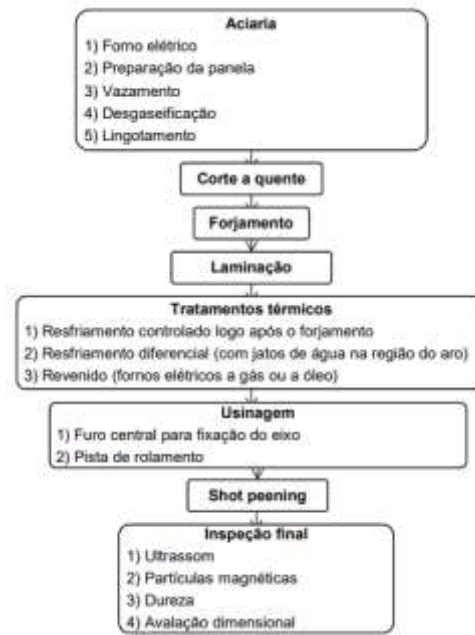 Aciaria
1) Forno elétrico
2) Preparação da panela
3) Vazamento
4) Desgaseificação
5) Lingotamento
Corte a quente
Forjamento
Laminação
Tratamentos térmicos
1) Resfriamento controlado logo após o forjamento
2) Resfriamento diferencial (com jatos de água na região do aro)
3) Revenido (fornos elétricos a gás ou a óleo)
Usinagem
1) Furo central para fixação do eixo
2) Pista de rolamento
Shot peening
Inspeção final
1) Ultrassom
2) Partículas magnéticas
3) Dureza
4) Avalação dimensional